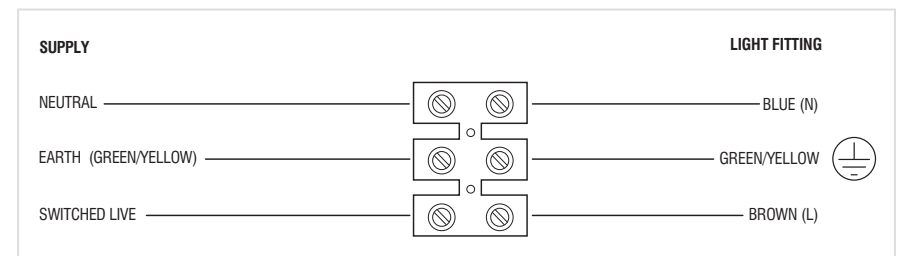 SUPPLY LIGHT FITTING
NEUTRAL BLUE (N)
EARTH (GREEN/YELLOW) GREEN/YELLOW
SWITCHED LIVE BROWN (L)